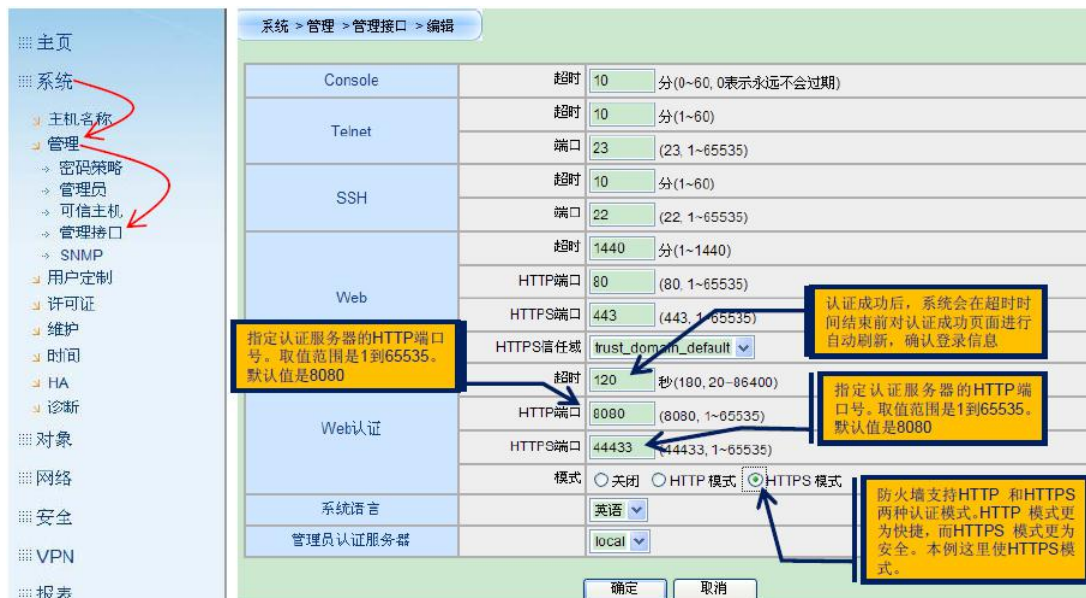 系统 >管理 >管理接口 >编辑
主页
系统
主机名称
管理
密码策略
管理员
可信主机
管理接口
SNMP
用户定制
许可证
维护
时间
HA
诊断
对象
网络
安全
VPN
报表
Console
超时 10 分(0~60, 0表示永远不会过期)
Telnet
超时 10 分(1~60)
端口 23 (23, 1~65535)
SSH
超时 10 分(1~60)
端口 22 (22, 1~65535)
Web
超时 1440 分(1~1440)
HTTP端口 80 (80, 1~65535)
HTTPS端口 443 (443, 1~65535)
HTTPS信任域 trust_domain_default
Web认证
超时 120 秒(180, 20-86400)
HTTP端口 8080 (8080, 1~65535)
HTTPS端口 44433 (44433, 1~65535)
模式 关闭 HTTP 模式 HTTPS 模式
系统语言 英语
管理员认证服务器 local
确定 取消
指定认证服务器的HTTP端口
号。取值范围是1到65535。
默认值是8080
认证成功后，系统会在超时时
间结束前对认证成功页面进行
自动刷新，确认登录信息
指定认证服务器的HTTP端
口号。取值范围是1到65535。
默认值是8080
防火墙支持HTTP 和HTTPS
两种认证模式。HTTP 模式更
为快捷，而HTTPS 模式更为
安全。本例这里使HTTPS模
式。